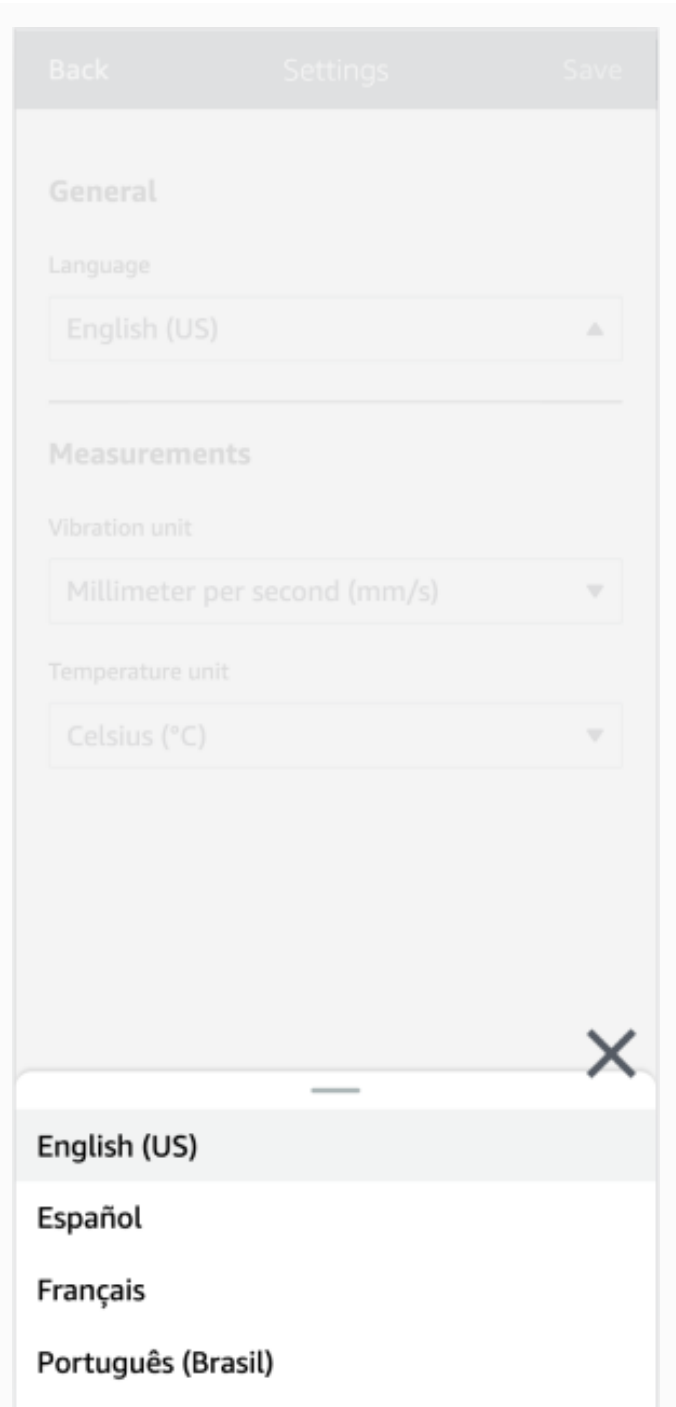 Back Settings Save
General
Language
English (US)
Measurements
Vibration unit
Millimeter per second (mm/s)
Temperature unit
Celsius (°C)
English (US)
Español
Français
Português (Brasil)